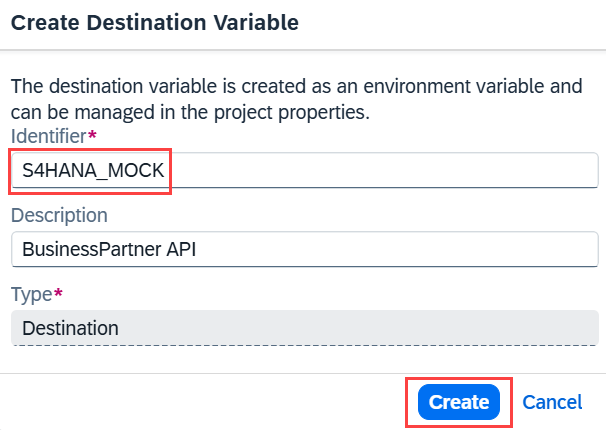 Create Destination Variable
The destination variable is created as an environment variable and
can be managed in the project properties.
Identifier*
S4HANA_MOCK
Description
BusinessPartner API
Type*
Destination
Create Cancel